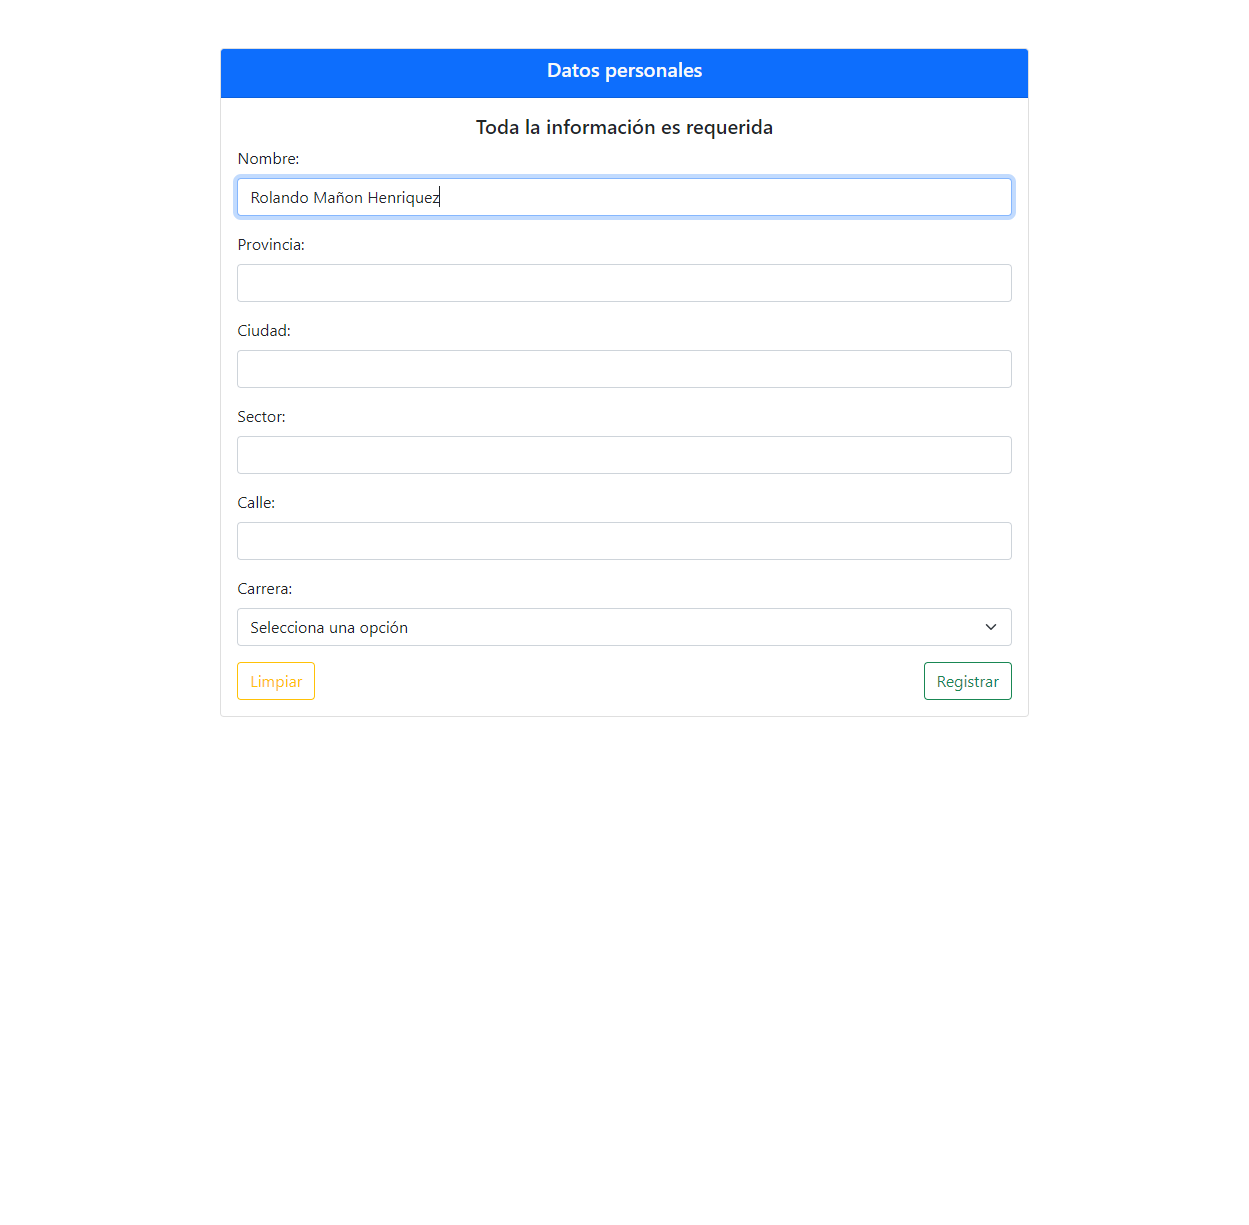 Datos personales
Toda la información es requerida
Nombre:
Rolando Mañon Henriquez
Provincia:
Ciudad:
Sector:
Calle:
Carrera:
Selecciona una opción
Limpiar
Registrar